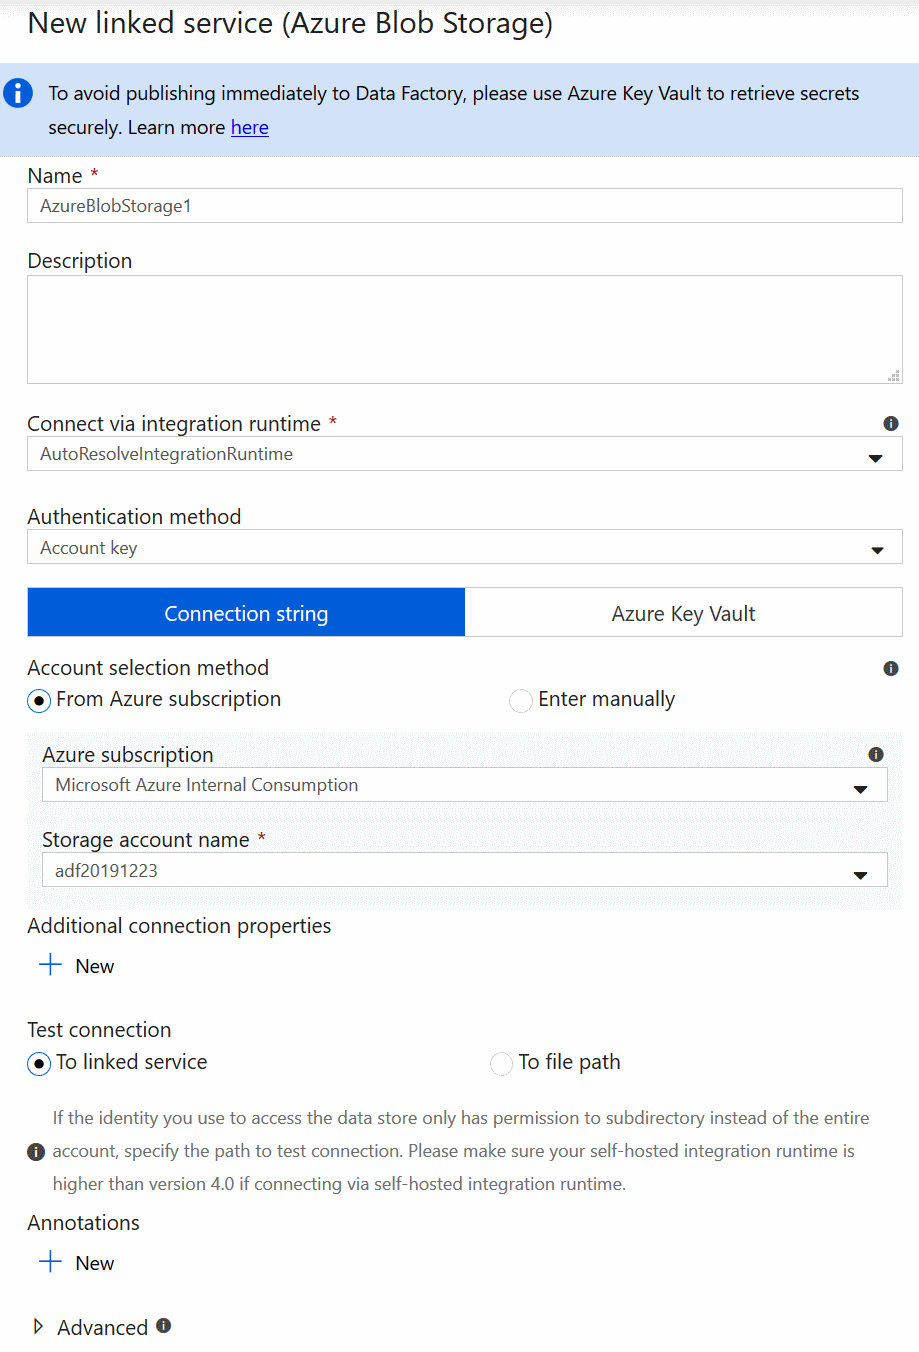 New linked service (Azure Blob Storage)
To avoid publishing immediately to Data Factory, please use Azure Key Vault to retrieve secrets
securely. Learn more here
Name *
AzureBlobStorage1
Description
Connect via integration runtime *
AutoResolveIntegrationRuntime
Authentication method
Account key
Connection string Azure Key Vault
Account selection method
From Azure subscription Enter manually
Azure subscription
Microsoft Azure Internal Consumption
Storage account name *
adf20191223
Additional connection properties
New
Test connection
To linked service To file path
If the identity you use to access the data store only has permission to subdirectory instead of the entire
account, specify the path to test connection. Please make sure your self-hosted integration runtime is
higher than version 4.0 if connecting via self-hosted integration runtime.
Annotations
New
Advanced